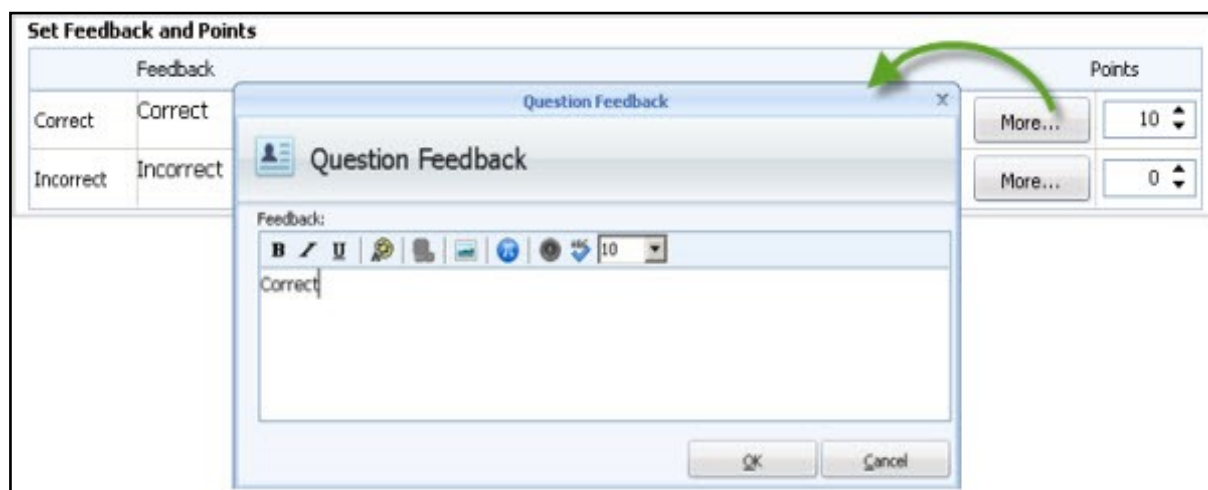 Set Feedback and Points
Feedback Points
Correct Correct More... 10
Incorrect Incorrect More... 0
Question Feedback x
Question Feedback
Feedback:
B I U ABC 10
Correct
OK Cancel